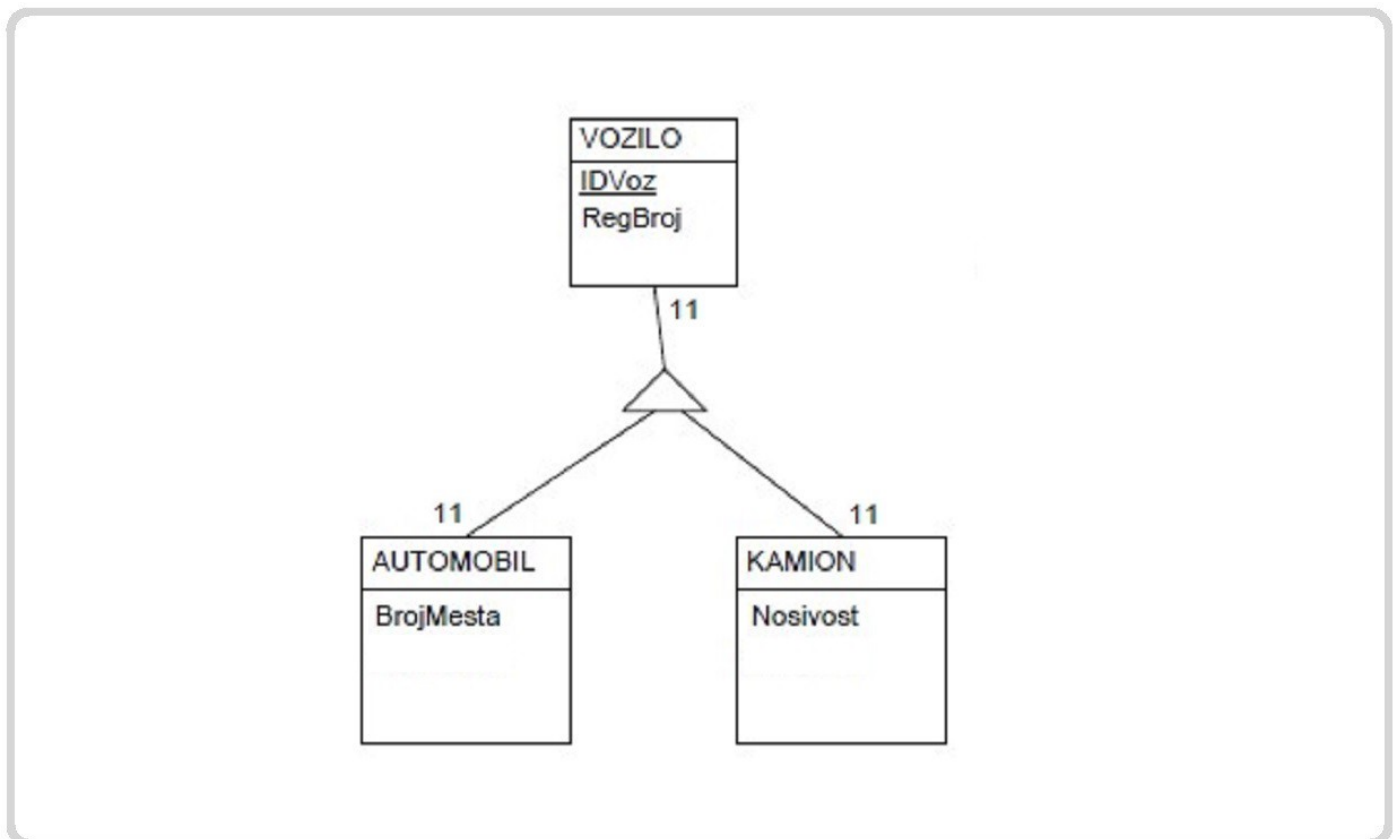 VOZILO
IDVoz
RegBroj
11
11
11
AUTOMOBIL
BrojMesta
KAMION
Nosivost